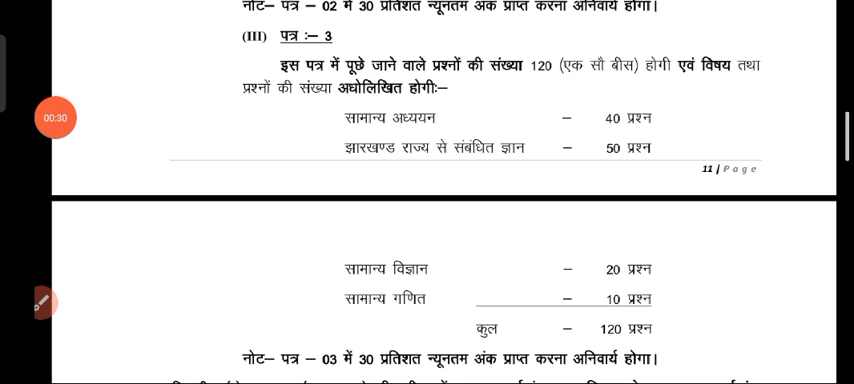 नोट– पत्र – 02 में 30 प्रतिशत न्यूनतम अंक प्राप्त करना अनिवार्य होगा।
(III) पत्र :– 3
इस पत्र में पूछे जाने वाले प्रश्नों की संख्या 120 (एक सौ बीस) होगी एवं विषय तथा
प्रश्नों की संख्या अधोलिखित होगीः–
00:30
सामान्य अध्ययन – 40 प्रश्न
झारखण्ड राज्य से संबंधित ज्ञान – 50 प्रश्न
11 | Page
सामान्य विज्ञान – 20 प्रश्न
सामान्य गणित – 10 प्रश्न
कुल – 120 प्रश्न
नोट– पत्र – 03 में 30 प्रतिशत न्यूनतम अंक प्राप्त करना अनिवार्य होगा।